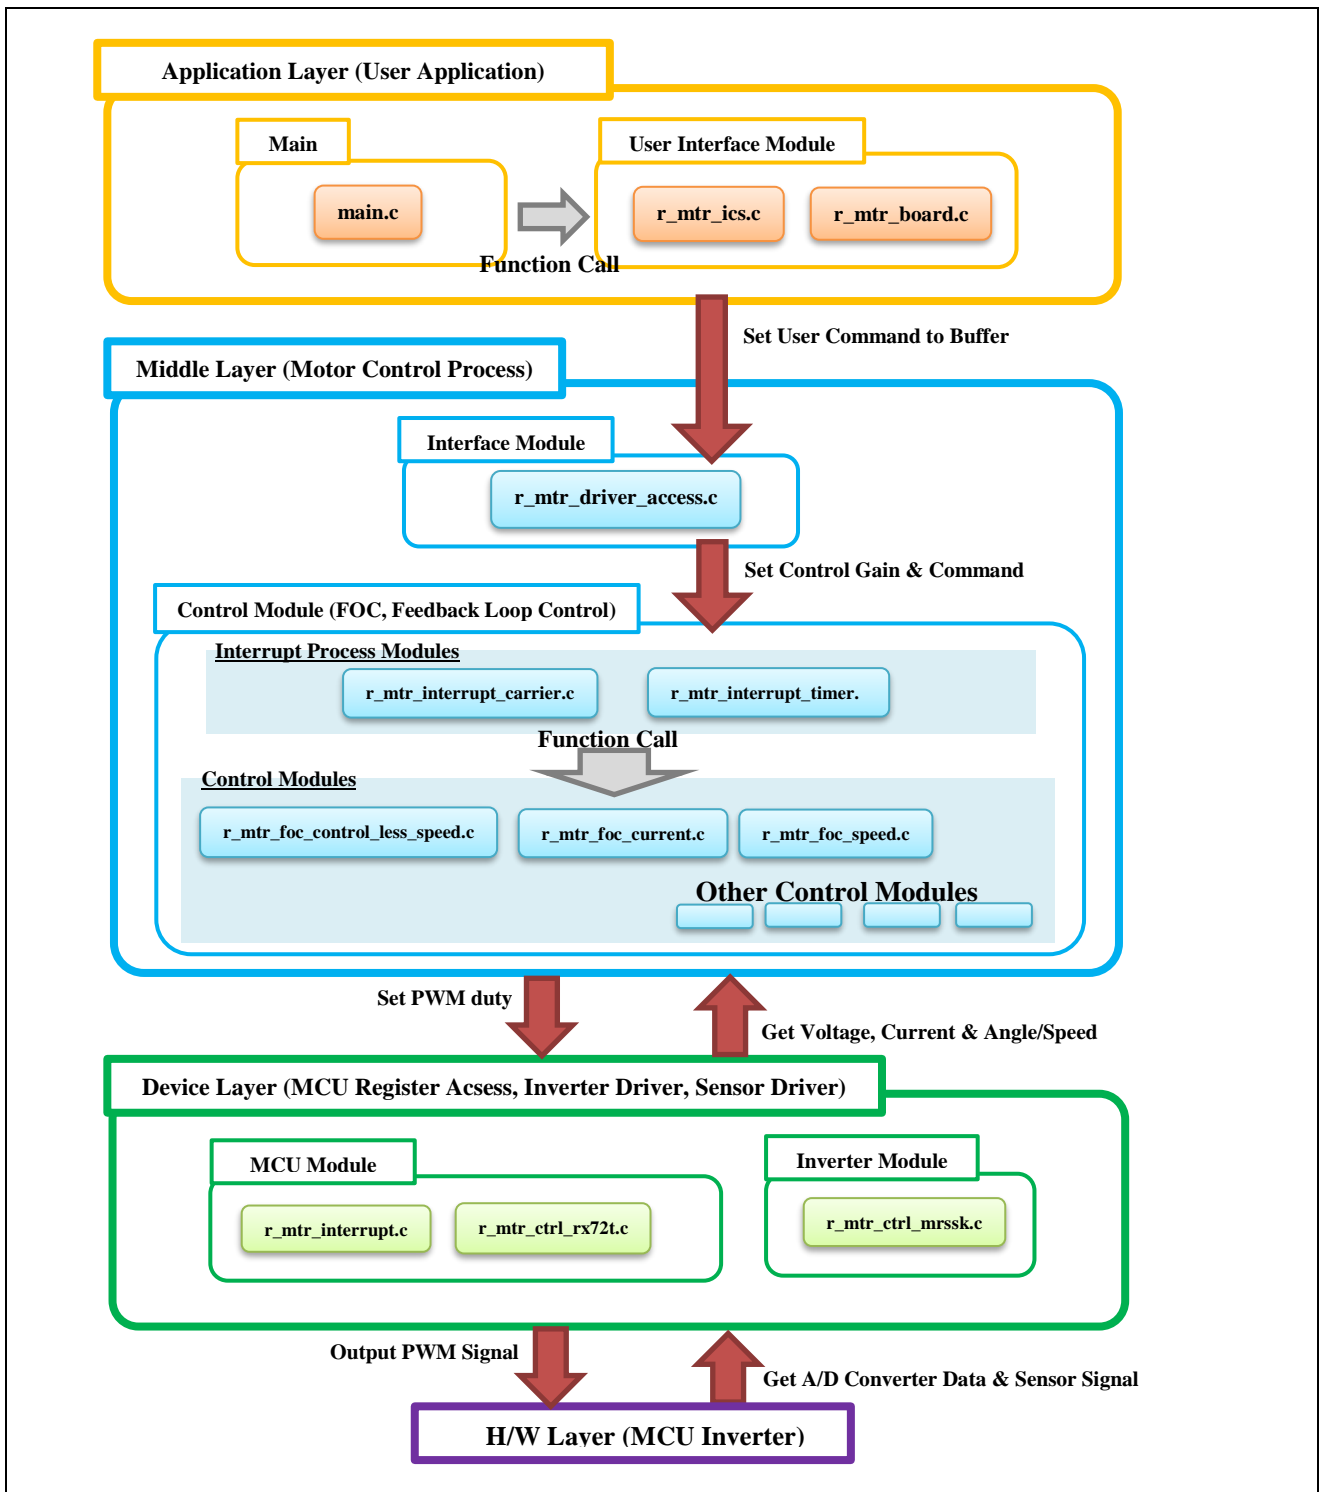 Application Layer (User Application)
Main
User Interface Module
main.c
r_mtr_ics.c
r_mtr_board.c
Function Call
Set User Command to Buffer
Middle Layer (Motor Control Process)
Interface Module
r_mtr_driver_access.c
Set Control Gain & Command
Control Module (FOC, Feedback Loop Control)
Interrupt Process Modules
r_mtr_interrupt_carrier.c
r_mtr_interrupt_timer.
Function Call
Control Modules
r_mtr_foc_control_less_speed.c
r_mtr_foc_current.c
r_mtr_foc_speed.c
Other Control Modules
Set PWM duty
Get Voltage, Current & Angle/Speed
Device Layer (MCU Register Acsess, Inverter Driver, Sensor Driver)
MCU Module
Inverter Module
r_mtr_interrupt.c
r_mtr_ctrl_rx72t.c
r_mtr_ctrl_mrssk.c
Output PWM Signal
Get A/D Converter Data & Sensor Signal
H/W Layer (MCU Inverter)